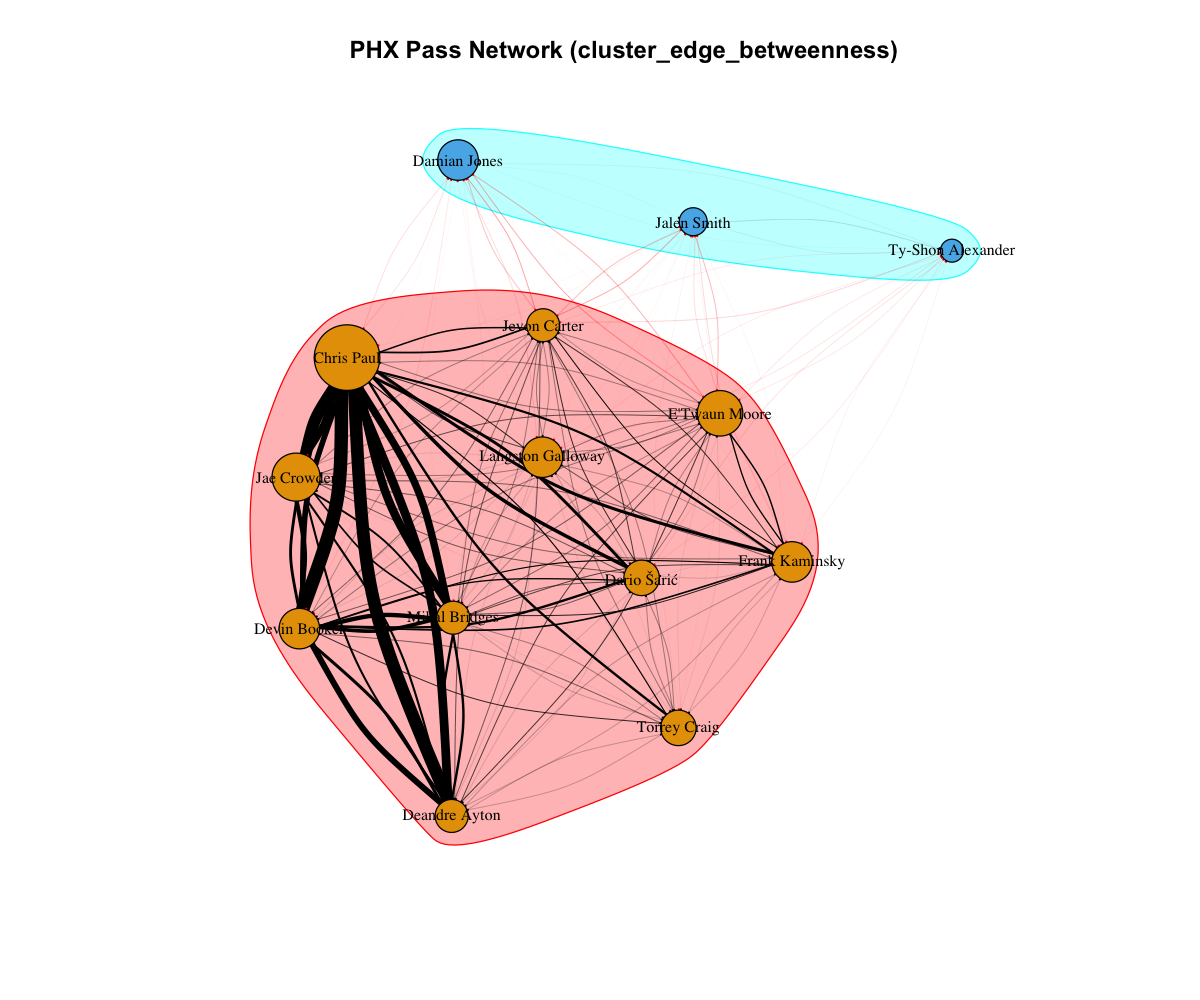 PHX Pass Network (cluster_edge_betweenness)
Damian Jones
Jalen Smith
Ty-Shon Alexander
Jevon Carter
Chris Paul
E'Twaun Moore
Langston Galloway
Jae Crowder
Frank Kaminsky
Dario Šarić
Mikal Bridges
Devin Booker
Torrey Craig
Deandre Ayton